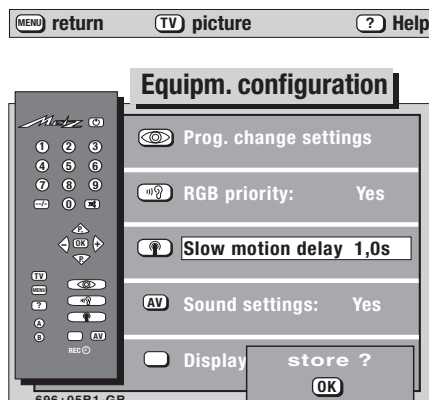 MENU return TV picture ? Help
Equipm. configuration
Metz
1 2 3
4 5 6
7 8 9
--/- 0
P
- OK +
P
TV
MENU
?
A
B AV
REC
Prog. change settings
RGB priority: Yes
Slow motion delay 1,0s
AV Sound settings: Yes
Display
store ?
OK
696:05B1-GB